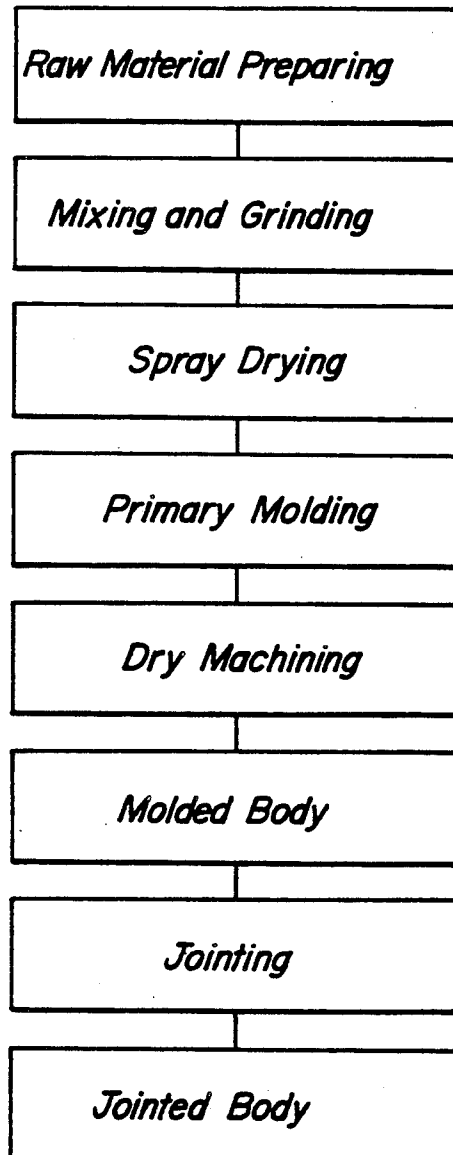 Raw Material Preparing
Mixing and Grinding
Spray Drying
Primary Molding
Dry Machining
Molded Body
Jointing
Jointed Body